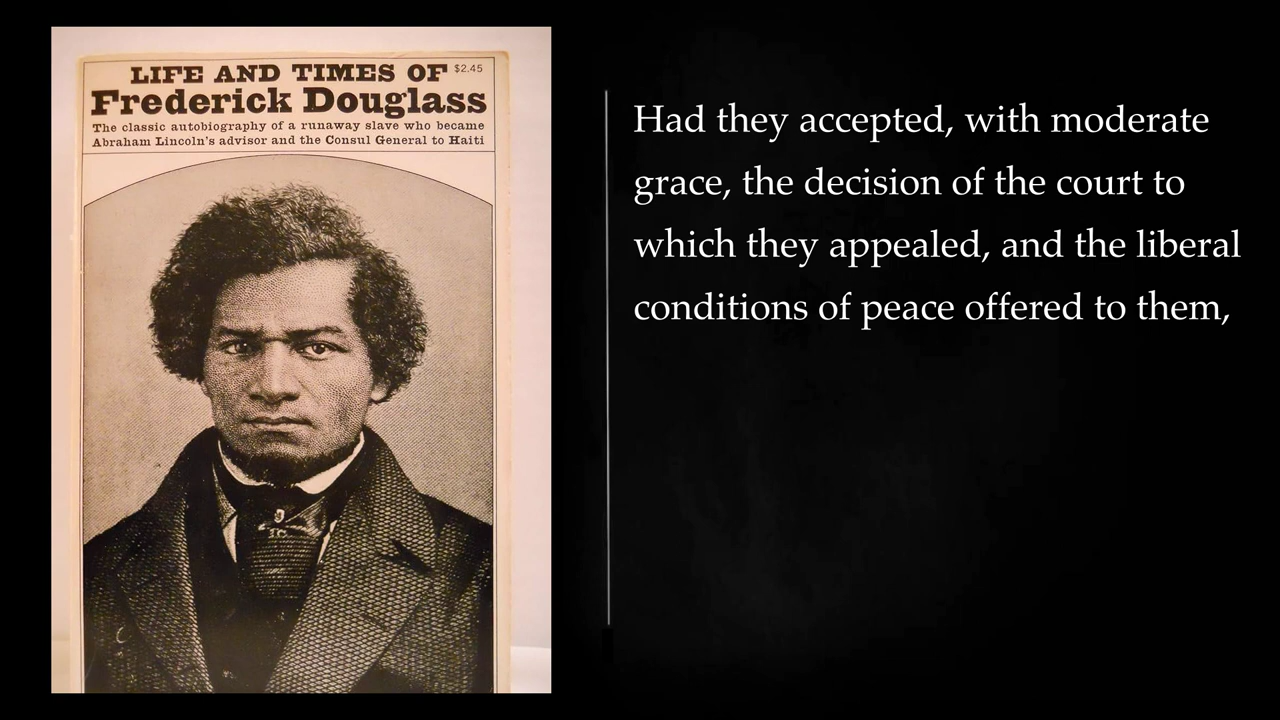 LIFE AND TIMES OF $2.45
Frederick Douglass
The classic autobiography of a runaway slave who became
Abraham Lincoln's advisor and the Consul General to Haiti
Had they accepted, with moderate
grace, the decision of the court to
which they appealed, and the liberal
conditions of peace offered to them,